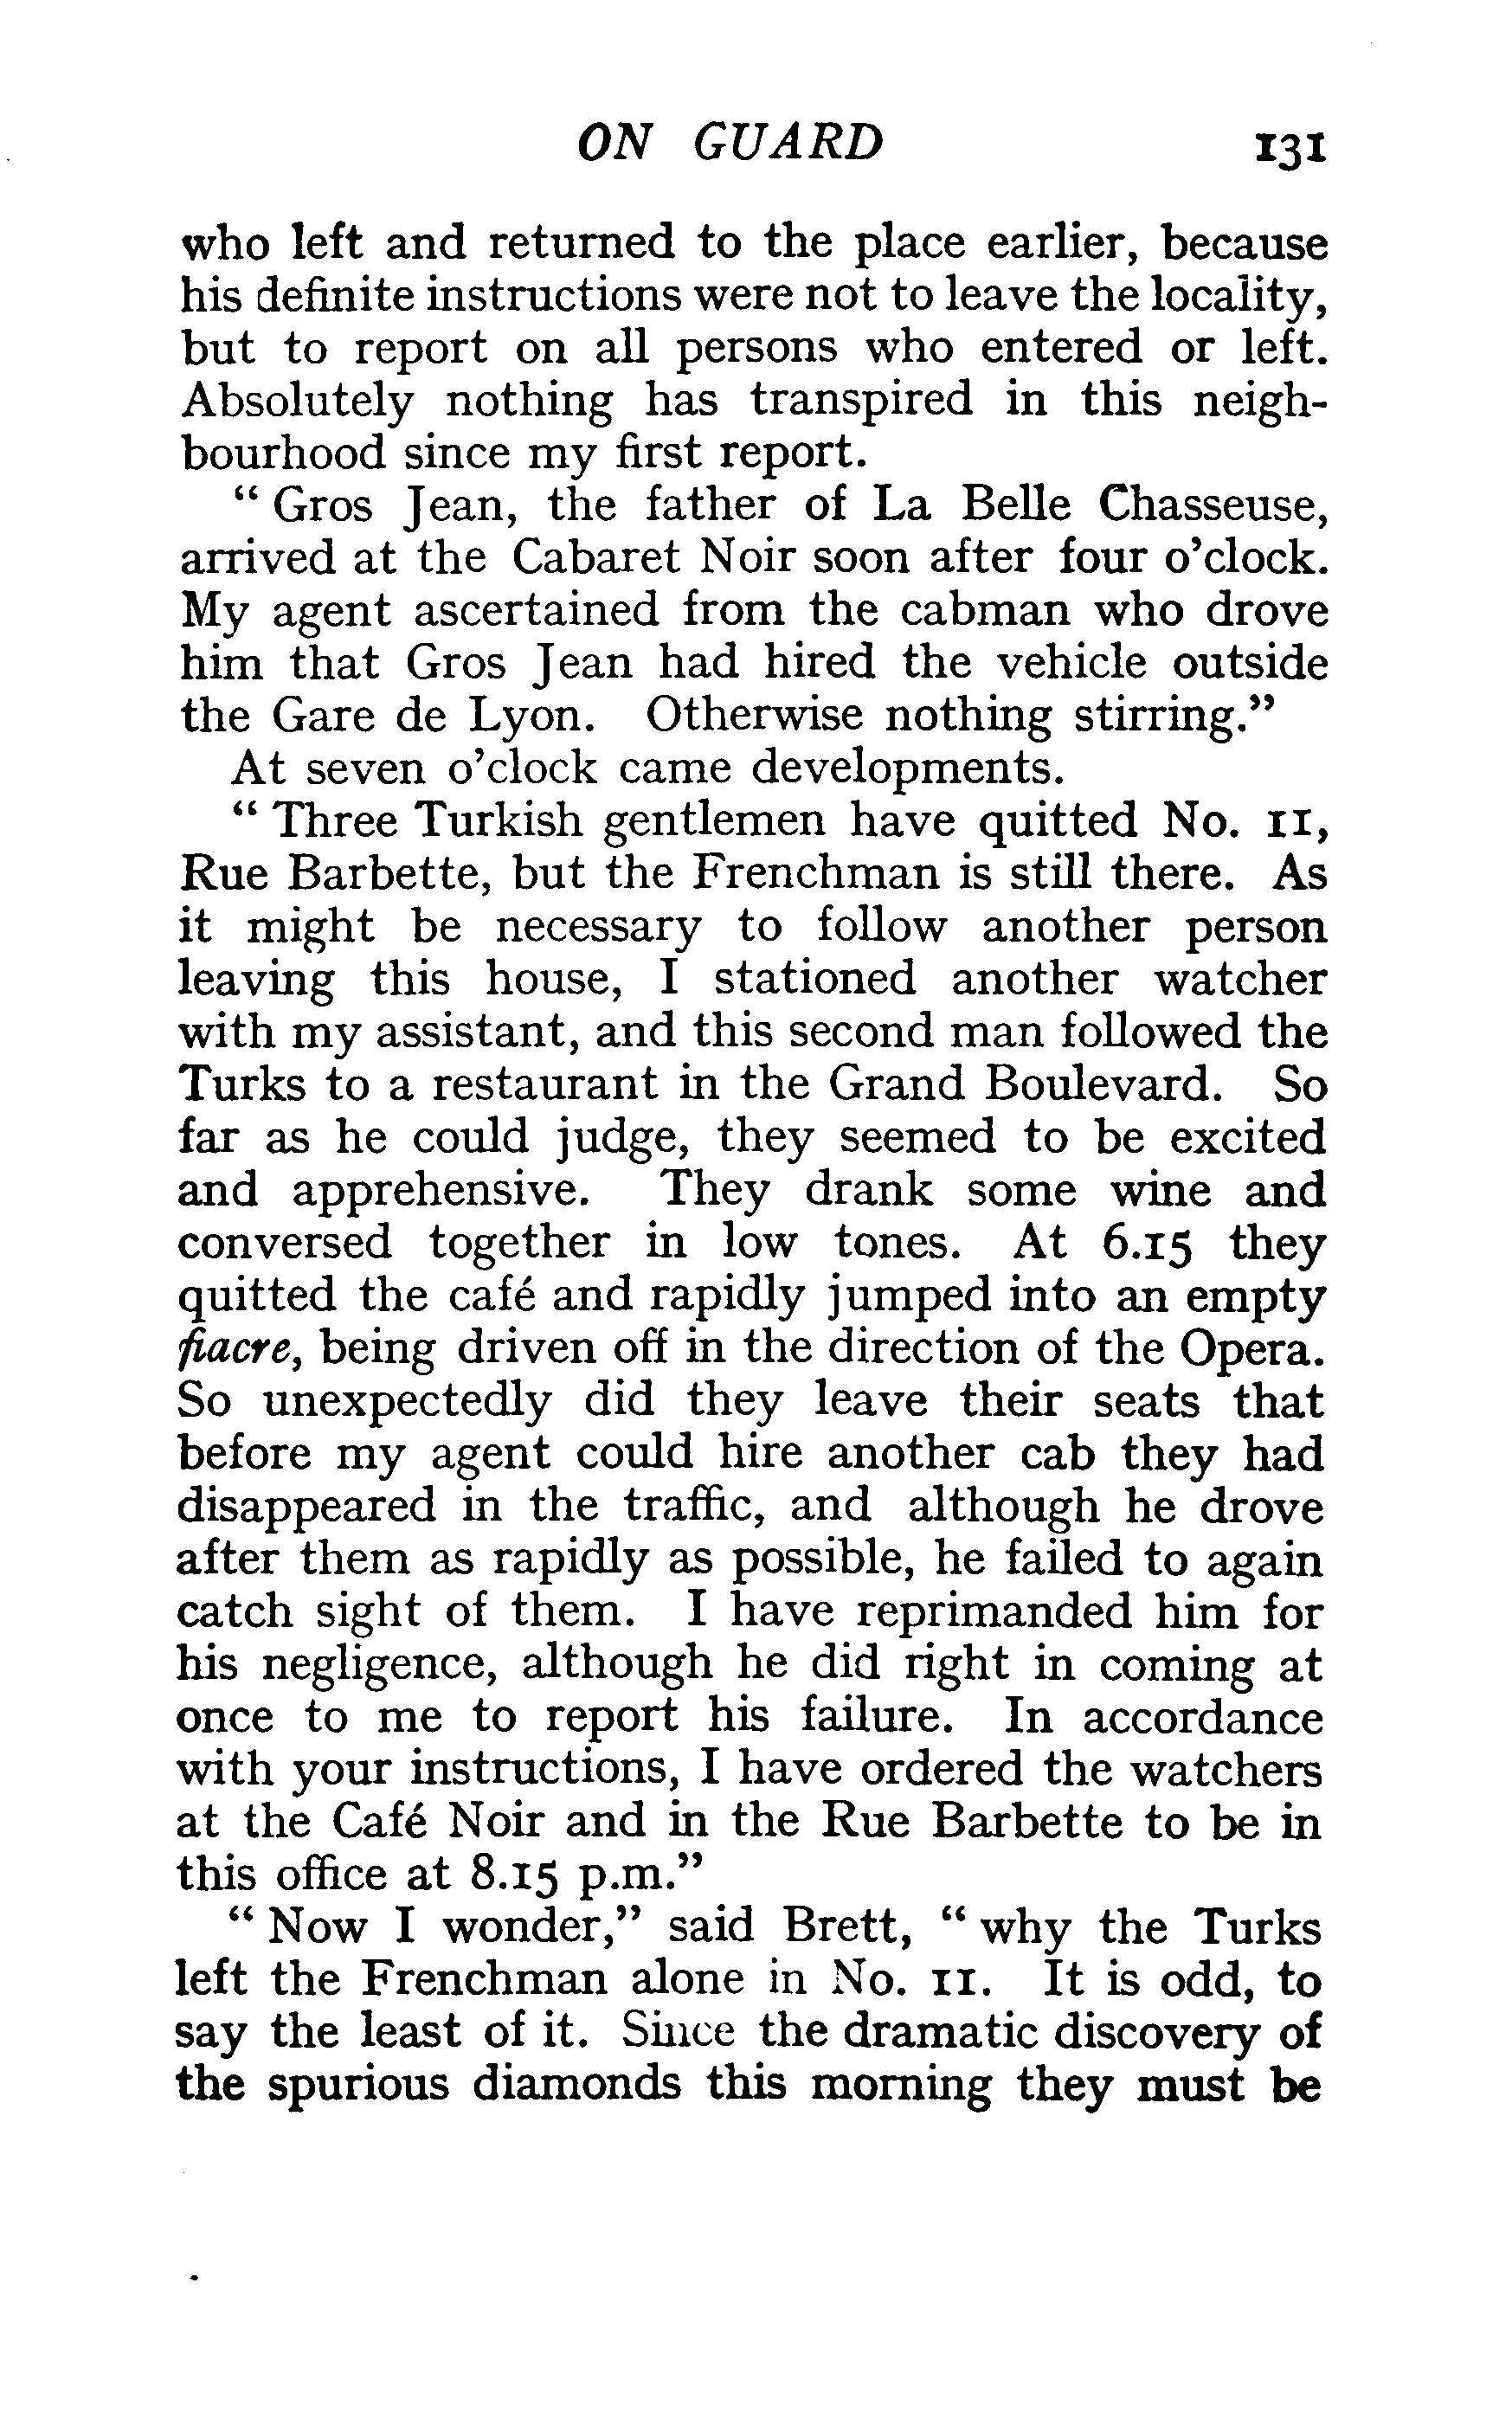 ON GUARD 131
who left and returned to the place earlier, because
his definite instructions were not to leave the locality,
but to report on all persons who entered or left.
Absolutely nothing has transpired in this neigh-
bourhood since my first report.
“ Gros Jean, the father of La Belle Chasseuse,
arrived at the Cabaret Noir soon after four o’clock.
My agent ascertained from the cabman who drove
him that Gros Jean had hired the vehicle outside
the Gare de Lyon. Otherwise nothing stirring.”
At seven o’clock came developments.
“ Three Turkish gentlemen have quitted No. 11,
Rue Barbette, but the Frenchman is still there. As
it might be necessary to follow another person
leaving this house, I stationed another watcher
with my assistant, and this second man followed the
Turks to a restaurant in the Grand Boulevard. So
far as he could judge, they seemed to be excited
and apprehensive. They drank some wine and
conversed together in low tones. At 6.15 they
quitted the café and rapidly jumped into an empty
fiacre, being driven off in the direction of the Opera.
So unexpectedly did they leave their seats that
before my agent could hire another cab they had
disappeared in the traffic, and although he drove
after them as rapidly as possible, he failed to again
catch sight of them. I have reprimanded him for
his negligence, although he did right in coming at
once to me to report his failure. In accordance
with your instructions, I have ordered the watchers
at the Café Noir and in the Rue Barbette to be in
this office at 8.15 p.m.”
“ Now I wonder,” said Brett, “ why the Turks
left the Frenchman alone in No. 11. It is odd, to
say the least of it. Since the dramatic discovery of
the spurious diamonds this morning they must be